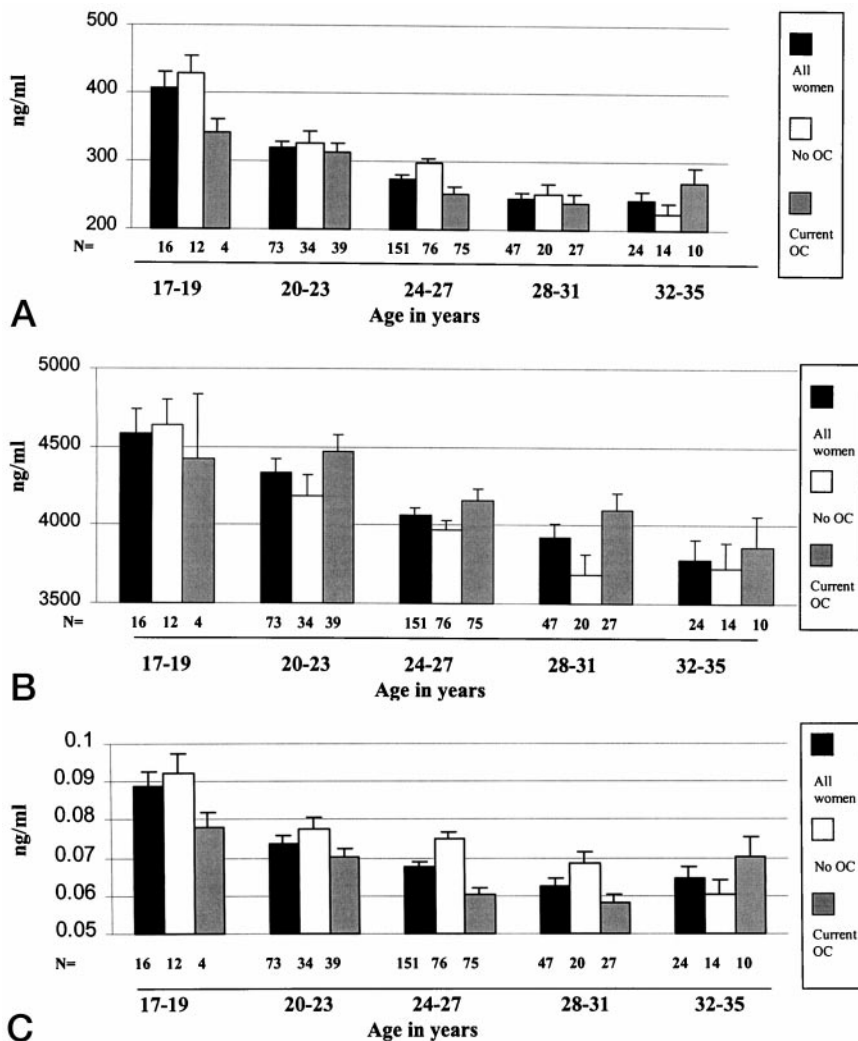 500
400
300
200
ng/ml
All
women
No OC
Current
OC
N= 16 12 4 73 34 39 151 76 75 47 20 27 24 14 10
17-19 20-23 24-27 28-31 32-35
Age in years
A
5000
4500
4000
3500
ng/ml
All
women
No OC
Current
OC
N= 16 12 4 73 34 39 151 76 75 47 20 27 24 14 10
17-19 20-23 24-27 28-31 32-35
Age in years
B
0.1
0.09
0.08
0.07
0.06
0.05
ng/ml
All
women
No OC
Current
OC
N= 16 12 4 73 34 39 151 76 75 47 20 27 24 14 10
17-19 20-23 24-27 28-31 32-35
Age in years
C